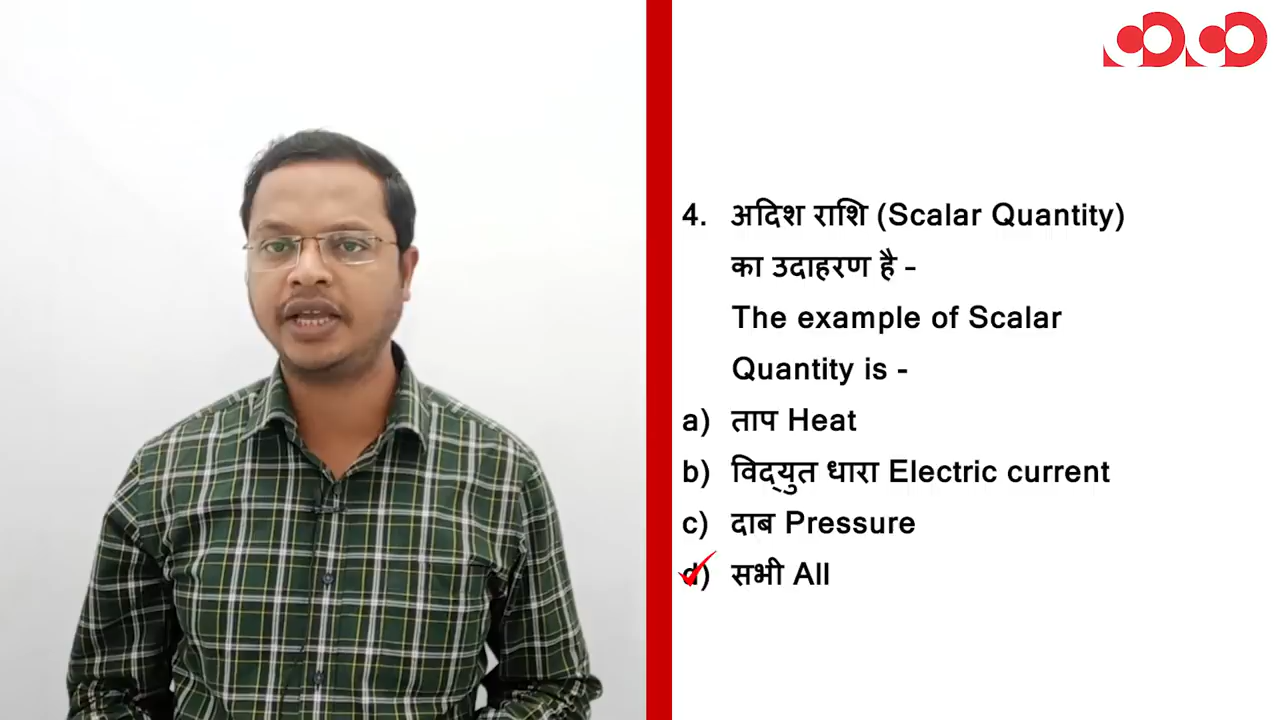 4. अदिश राशि (Scalar Quantity)
का उदाहरण है -
The example of Scalar
Quantity is -
a) ताप Heat
b) विद्‌युत धारा Electric current
c) दाब Pressure
d) सभी All